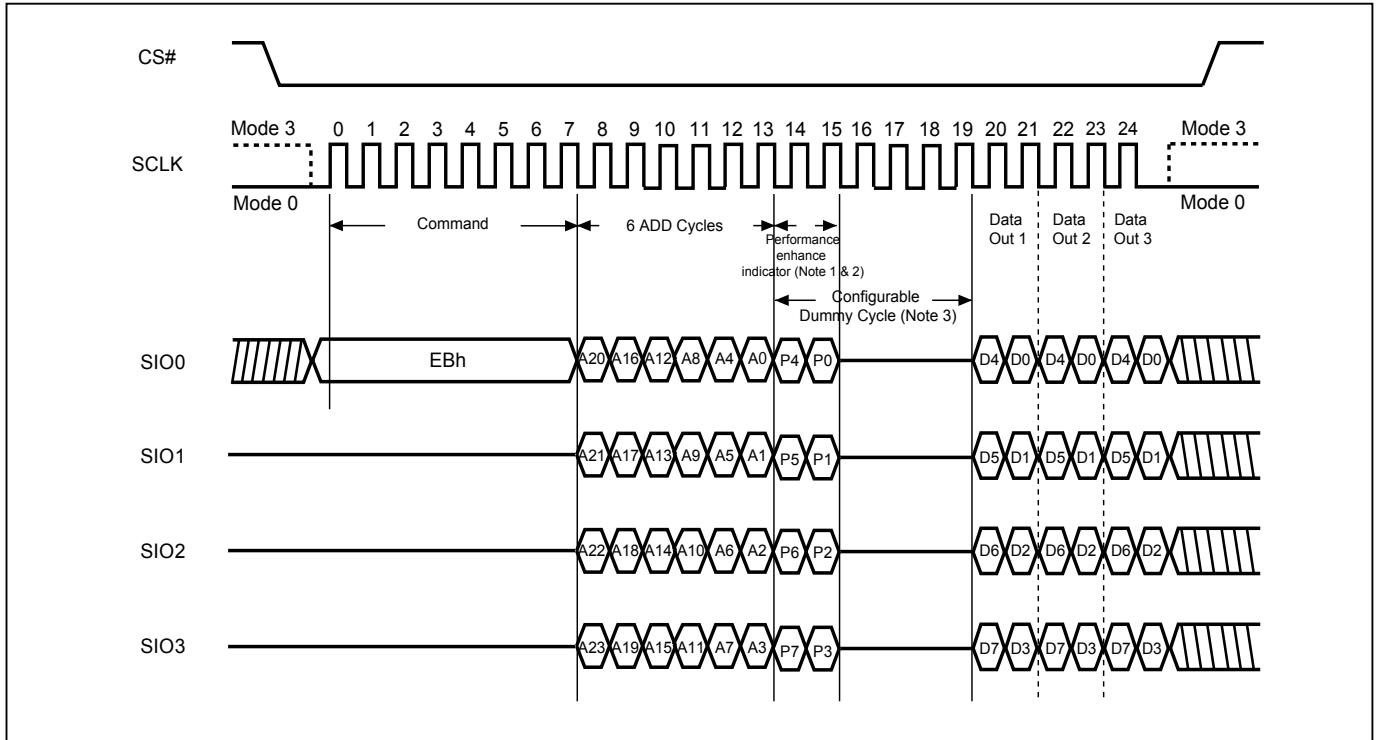 CS#
Mode 3 0 1 2 3 4 5 6 7 8 9 10 11 12 13 14 15 16 17 18 19 20 21 22 23 24 Mode 3
SCLK
Mode 0 Mode 0
Command 6 ADD Cycles Data Out 1 Data Out 2 Data Out 3
Performance
enhance
indicator (Note 1 & 2)
Configurable
Dummy Cycle (Note 3)
SIO0 EBh A20 A16 A12 A8 A4 A0 P4 P0 D4 D0 D4 D0 D4 D0
SIO1 A21 A17 A13 A9 A5 A1 P5 P1 D5 D1 D5 D1 D5 D1
SIO2 A22 A18 A14 A10 A6 A2 P6 P2 D6 D2 D6 D2 D6 D2
SIO3 A23 A19 A15 A11 A7 A3 P7 P3 D7 D3 D7 D3 D7 D3